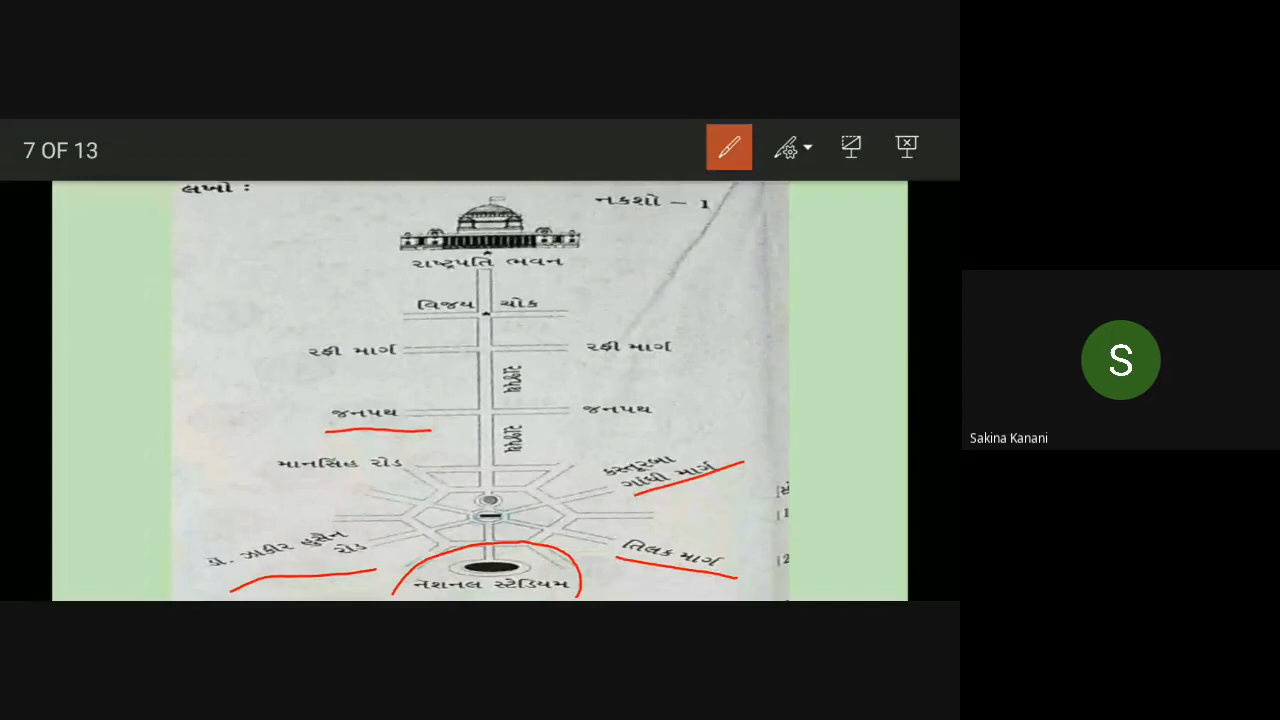 7 OF 13
લખો :
નકશો - 1
રાષ્ટ્રપતિ ભવન
વિજય ચોક
રફી માર્ગ રફી માર્ગ
રાજપથ
જનપથ જનપથ
રાજપથ
માનસિંહ રોડ
કસ્તૂરબા
ગાંધી માર્ગ
ડૉ. ઝાકીર હુસૈન
રોડ
તિલક માર્ગ
નેશનલ સ્ટેડિયમ
S
Sakina Kanani